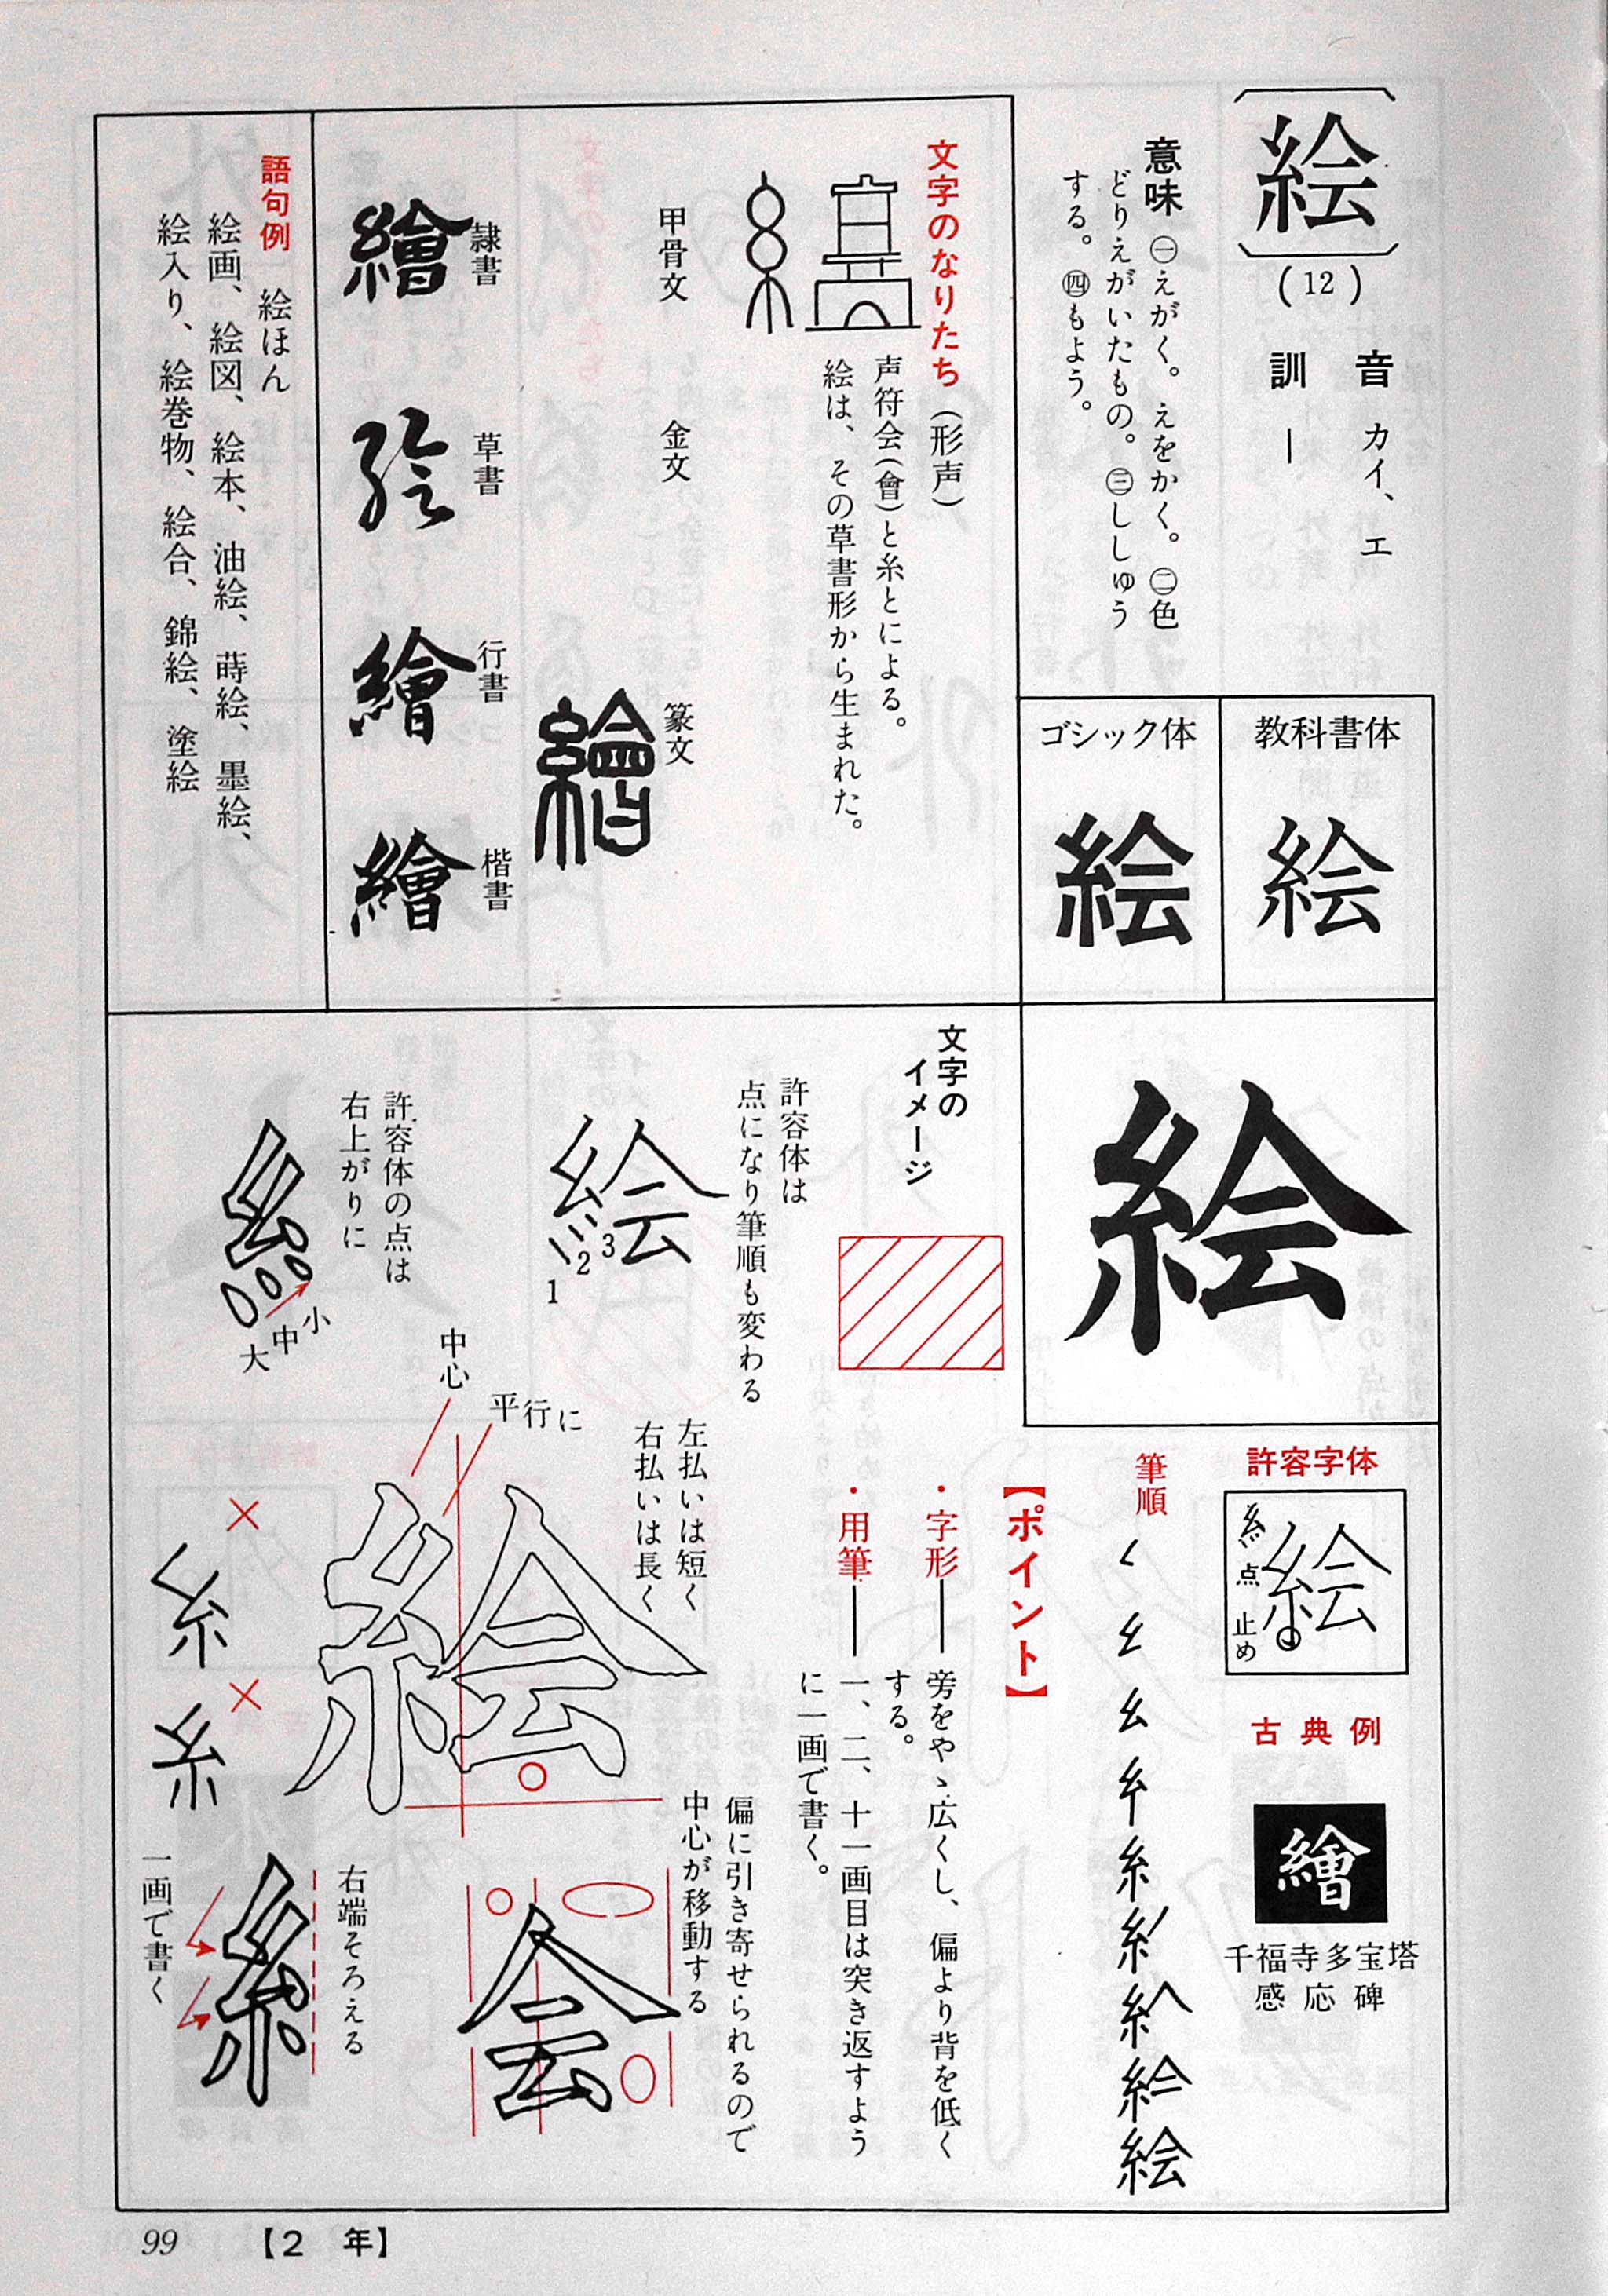 絵
(12)
音 カイ、エ
訓 ―
意味 ㊀えがく。えをかく。㊁色
どりえがいたもの。㊂ししゅう
する。㊃もよう。
教科書体
絵
ゴシック体
絵
文字のなりたち (形声)
声符会(會)と糸とによる。
絵は、その草書形から生まれた。
甲骨文
金文
篆文
繪
隷書
繪
草書
絵
行書
繪
楷書
繪
語句例 絵ほん
絵画、絵図、絵本、油絵、蒔絵、墨絵、
絵入り、絵巻物、絵合、錦絵、塗絵
絵
許容字体
絵
糸 点 止め
古典例
繪
千福寺多宝塔
感応碑
筆順
絵
【ポイント】
・字形―旁をやゝ広くし、偏より背を低く
する。
・用筆―一、二、十一画目は突き返すよう
に一画で書く。
文字の
イメージ
許容体は
点になり筆順も変わる
絵
1 2 3
許容体の点は
右上がりに
糸
大 中 小
左払いは短く
右払いは長く
中心
平行に
絵
偏に引き寄せられるので
中心が移動する
会
右端そろえる
糸
一画で書く
糸
糸
99 【2 年】